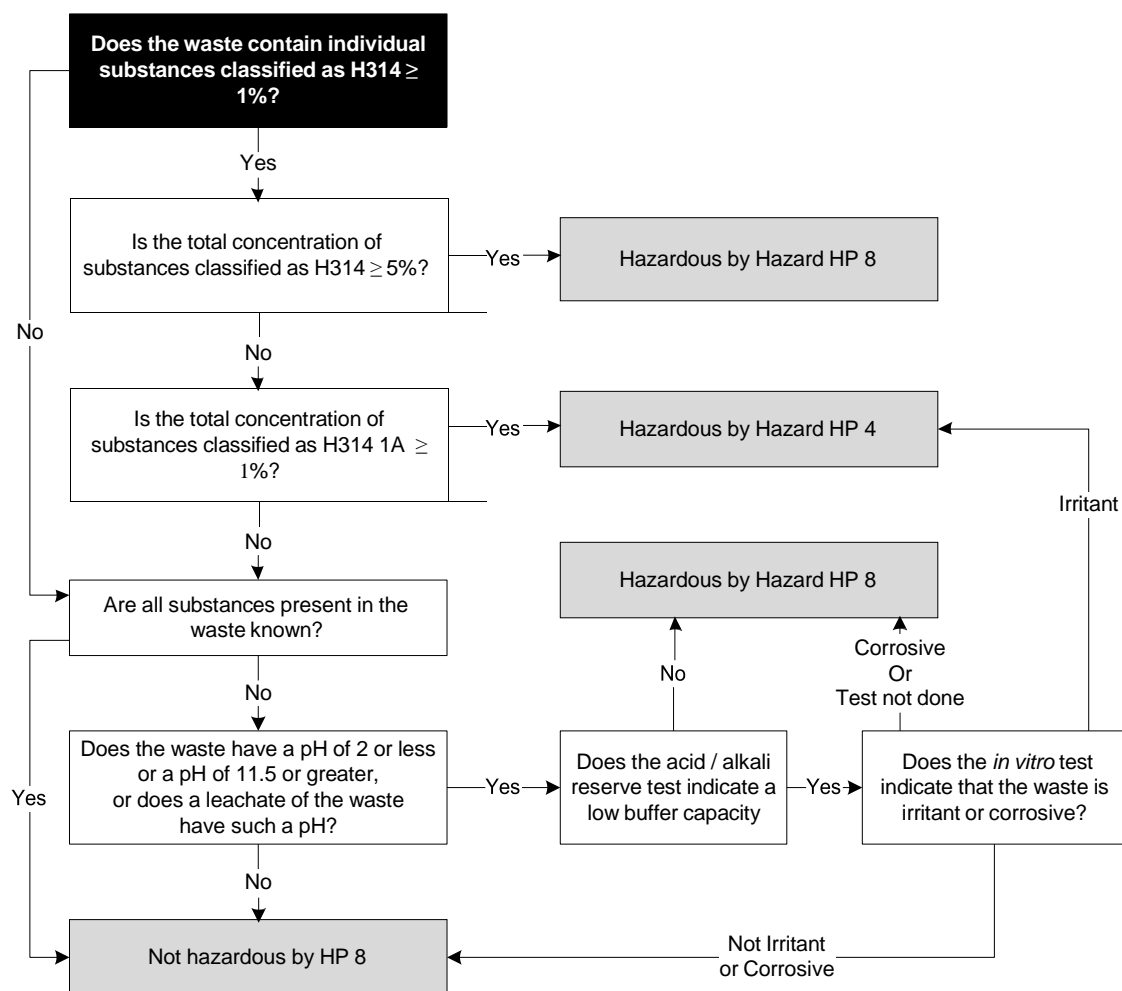 Does the waste contain individual
substances classified as H314 ≥
1%?
Yes
Is the total concentration of
substances classified as H314 ≥ 5%?
Yes
Hazardous by Hazard HP 8
No
No
Is the total concentration of
substances classified as H314 1A ≥
1%?
Yes
Hazardous by Hazard HP 4
Irritant
No
Hazardous by Hazard HP 8
Are all substances present in the
waste known?
Corrosive
Or
Test not done
No
No
Does the waste have a pH of 2 or less
or a pH of 11.5 or greater,
or does a leachate of the waste
have such a pH?
Yes
Yes
Does the acid / alkali
reserve test indicate a
low buffer capacity
Yes
Does the in vitro test
indicate that the waste is
irritant or corrosive?
No
Not hazardous by HP 8
Not Irritant
or Corrosive